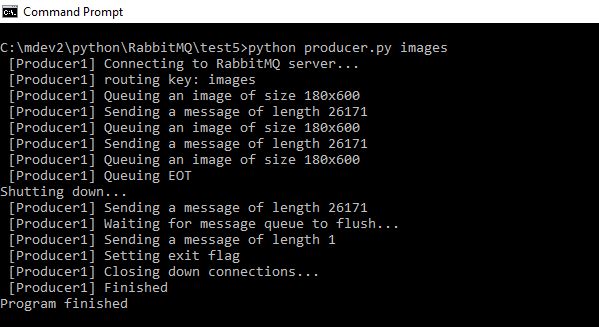 Command Prompt
C:\mdev2\python\RabbitMQ\test5>python producer.py images
[Producer1] Connecting to RabbitMQ server...
[Producer1] routing key: images
[Producer1] Queuing an image of size 180x600
[Producer1] Sending a message of length 26171
[Producer1] Queuing an image of size 180x600
[Producer1] Sending a message of length 26171
[Producer1] Queuing an image of size 180x600
[Producer1] Queuing EOT
Shutting down...
[Producer1] Sending a message of length 26171
[Producer1] Waiting for message queue to flush...
[Producer1] Sending a message of length 1
[Producer1] Setting exit flag
[Producer1] Closing down connections...
[Producer1] Finished
Program finished